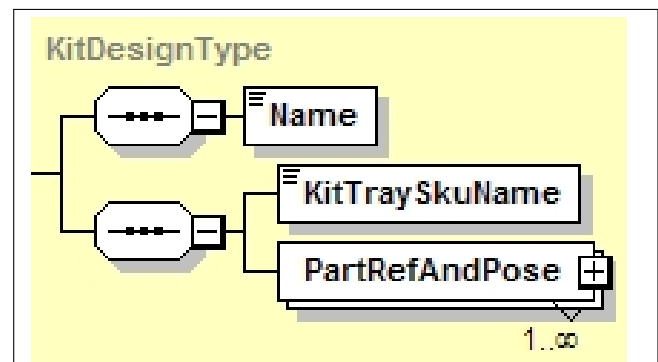 KitDesignType
Name
KitTraySkuName
PartRefAndPose
1..∞